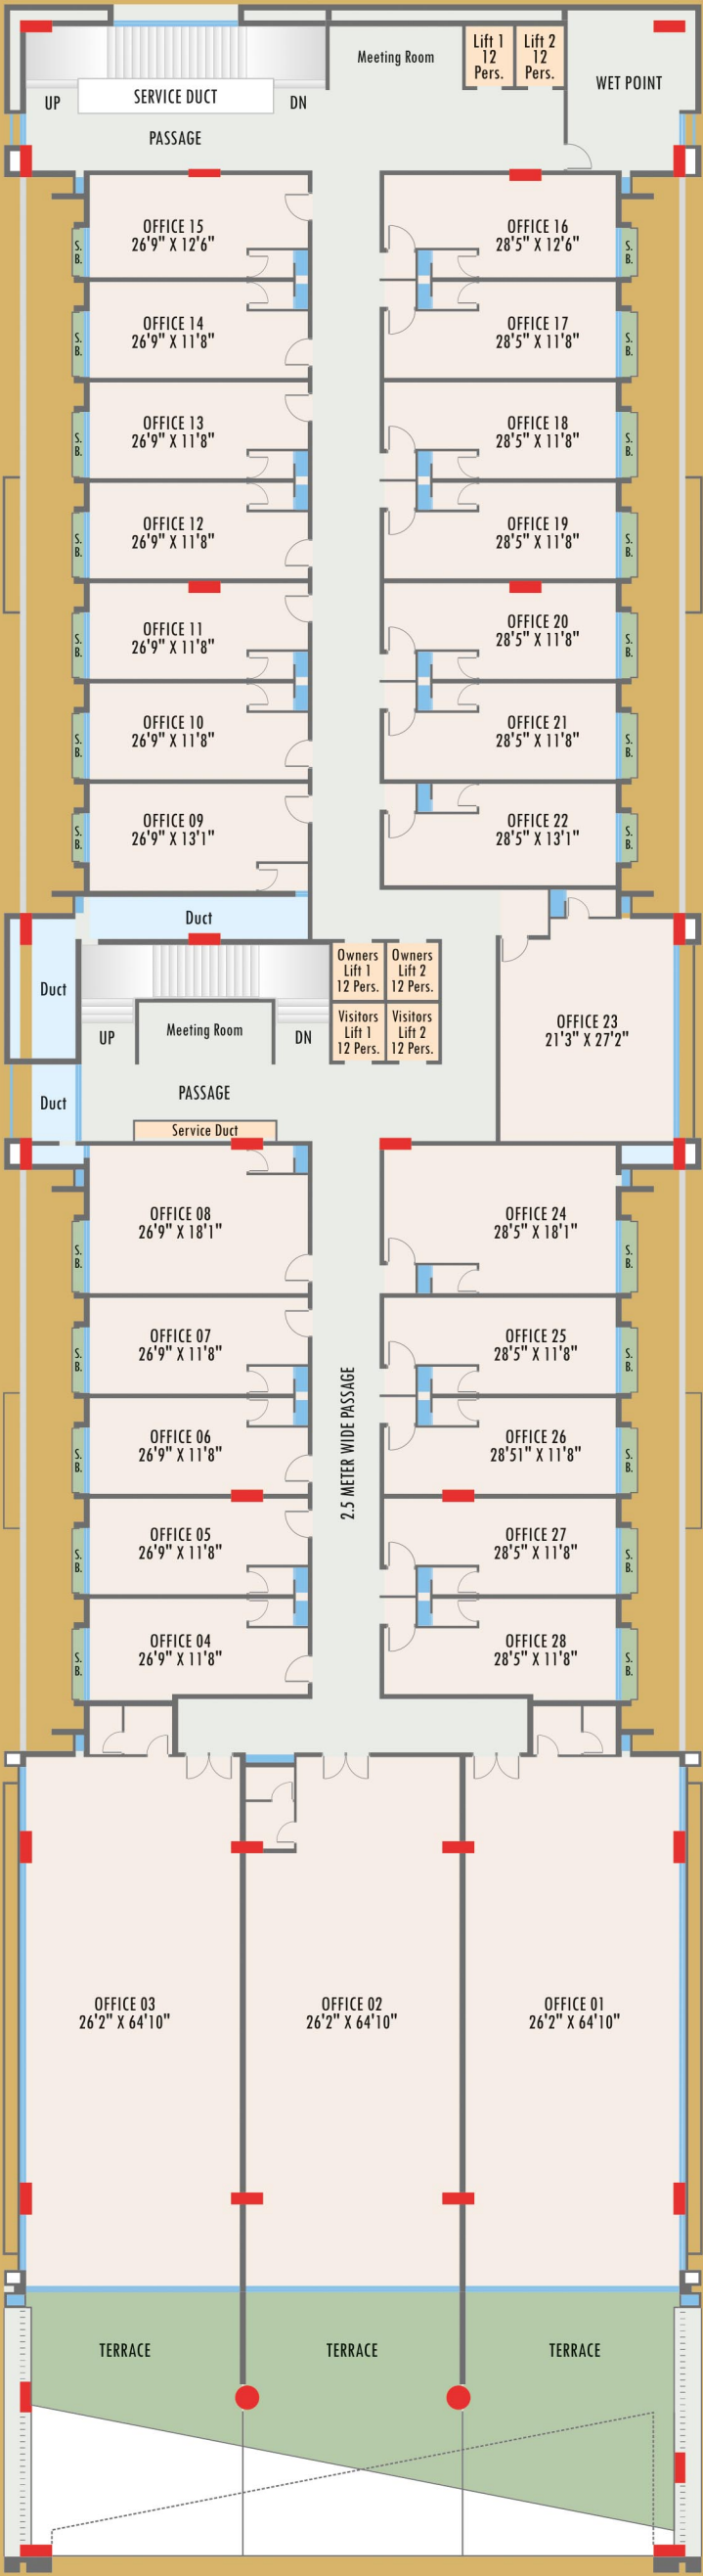 Meeting Room
Lift 1
12
Pers.
Lift 2
12
Pers.
WET POINT
UP
SERVICE DUCT
DN
PASSAGE
OFFICE 15
26'9" X 12'6"
OFFICE 16
28'5" X 12'6"
S.
B.
S.
B.
OFFICE 14
26'9" X 11'8"
OFFICE 17
28'5" X 11'8"
S.
B.
S.
B.
OFFICE 13
26'9" X 11'8"
OFFICE 18
28'5" X 11'8"
S.
B.
S.
B.
OFFICE 12
26'9" X 11'8"
OFFICE 19
28'5" X 11'8"
S.
B.
S.
B.
OFFICE 11
26'9" X 11'8"
OFFICE 20
28'5" X 11'8"
S.
B.
S.
B.
OFFICE 10
26'9" X 11'8"
OFFICE 21
28'5" X 11'8"
S.
B.
S.
B.
OFFICE 09
26'9" X 13'1"
OFFICE 22
28'5" X 13'1"
S.
B.
S.
B.
Duct
Owners
Lift 1
12 Pers.
Owners
Lift 2
12 Pers.
Duct
Visitors
Lift 1
12 Pers.
Visitors
Lift 2
12 Pers.
UP
Meeting Room
DN
OFFICE 23
21'3" X 27'2"
Duct
PASSAGE
Service Duct
OFFICE 08
26'9" X 18'1"
OFFICE 24
28'5" X 18'1"
S.
B.
S.
B.
OFFICE 07
26'9" X 11'8"
OFFICE 25
28'5" X 11'8"
S.
B.
S.
B.
2.5 METER WIDE PASSAGE
OFFICE 06
26'9" X 11'8"
OFFICE 26
28'51" X 11'8"
S.
B.
S.
B.
OFFICE 05
26'9" X 11'8"
OFFICE 27
28'5" X 11'8"
S.
B.
S.
B.
OFFICE 04
26'9" X 11'8"
OFFICE 28
28'5" X 11'8"
S.
B.
S.
B.
OFFICE 03
26'2" X 64'10"
OFFICE 02
26'2" X 64'10"
OFFICE 01
26'2" X 64'10"
TERRACE
TERRACE
TERRACE